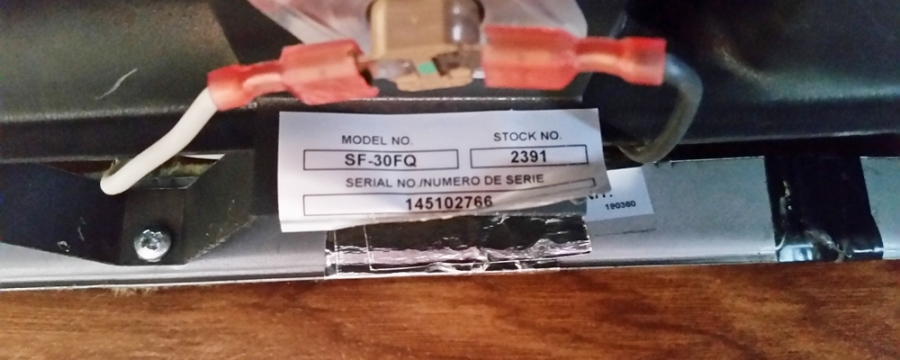 MODEL NO. STOCK NO.
SF-30FQ 2391
SERIAL NO./NUMERO DE SERIE
145102766
190360